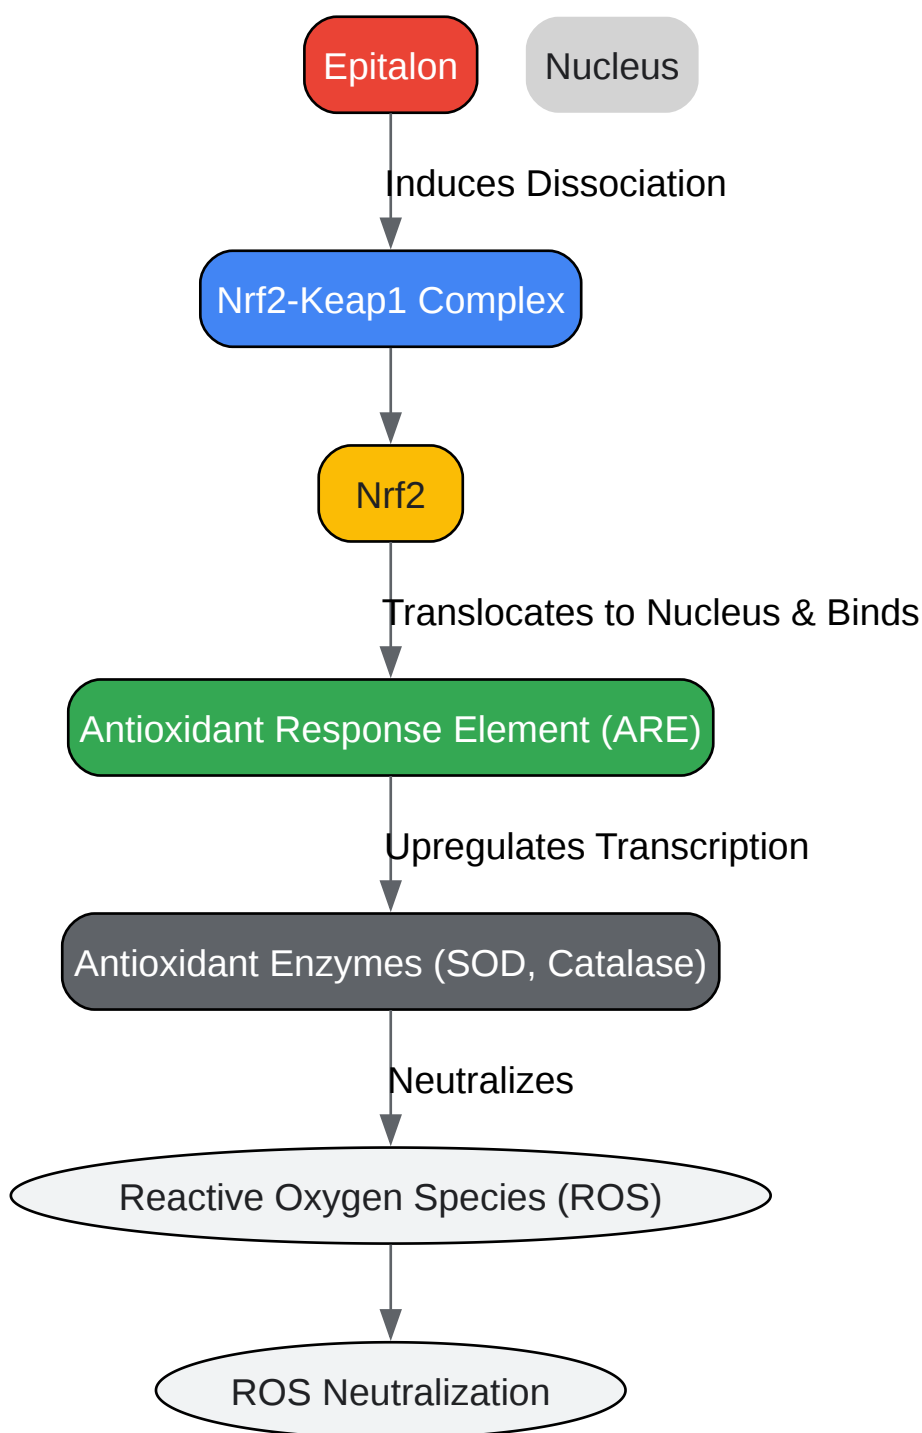 Epitalon
Nucleus
Induces Dissociation
Nrf2-Keap1 Complex
Nrf2
Translocates to Nucleus & Binds
Antioxidant Response Element (ARE)
Upregulates Transcription
Antioxidant Enzymes (SOD, Catalase)
Neutralizes
Reactive Oxygen Species (ROS)
ROS Neutralization